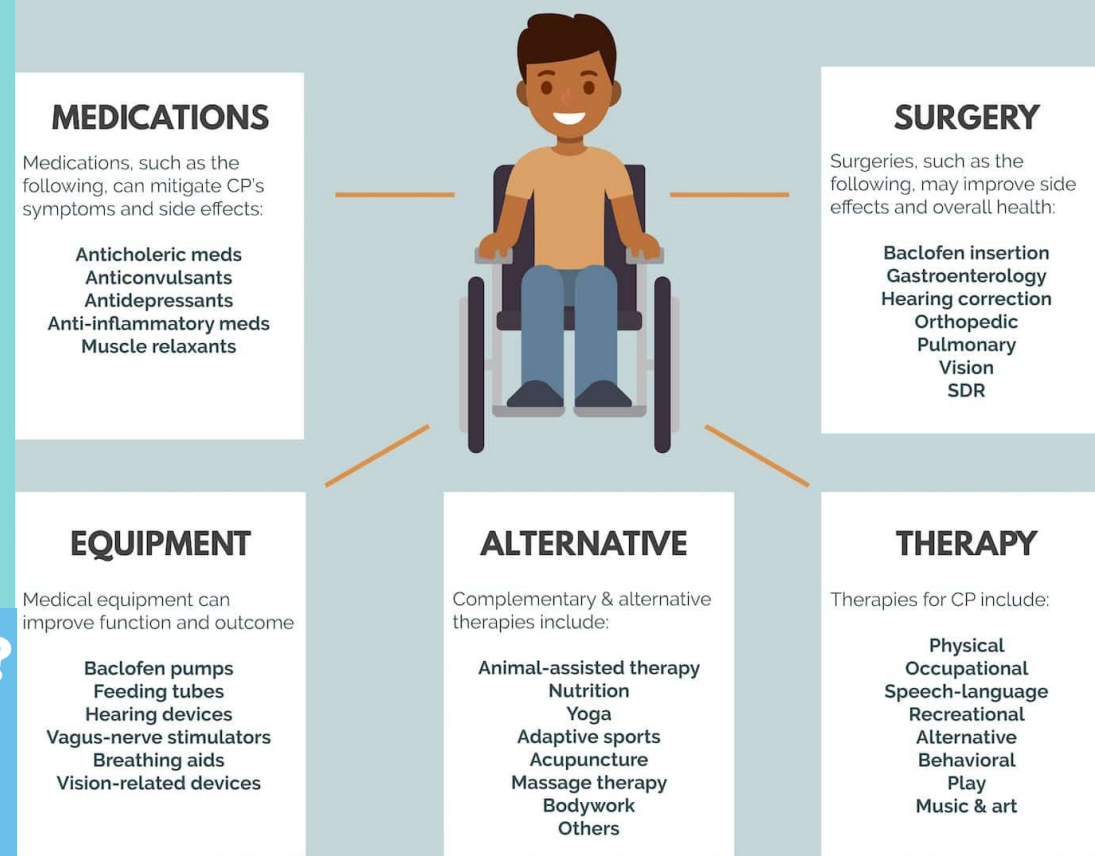 MEDICATIONS
Medications, such as the
following, can mitigate CP's
symptoms and side effects:
Anticholeric meds
Anticonvulsants
Antidepressants
Anti-inflammatory meds
Muscle relaxants
SURGERY
Surgeries, such as the
following, may improve side
effects and overall health:
Baclofen insertion
Gastroenterology
Hearing correction
Orthopedic
Pulmonary
Vision
SDR
EQUIPMENT
Medical equipment can
improve function and outcome
Baclofen pumps
Feeding tubes
Hearing devices
Vagus-nerve stimulators
Breathing aids
Vision-related devices
ALTERNATIVE
Complementary & alternative
therapies include:
Animal-assisted therapy
Nutrition
Yoga
Adaptive sports
Acupuncture
Massage therapy
Bodywork
Others
THERAPY
Therapies for CP include:
Physical
Occupational
Speech-language
Recreational
Alternative
Behavioral
Play
Music & art
?